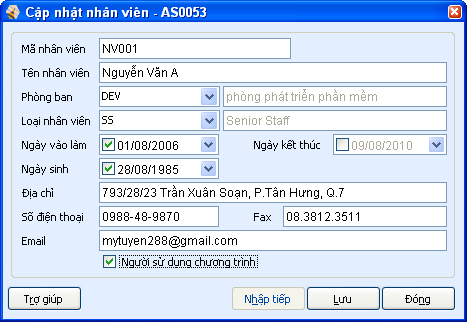 Cập nhật nhân viên - AS0053
Mã nhân viên NV001
Tên nhân viên Nguyễn Văn A
Phòng ban DEV phòng phát triển phần mềm
Loại nhân viên SS Senior Staff
Ngày vào làm 01/08/2006 Ngày kết thúc 09/08/2010
Ngày sinh 28/08/1985
Địa chỉ 793/28/23 Trần Xuân Soạn, P.Tân Hưng, Q.7
Số điện thoại 0988-48-9870 Fax 08.3812.3511
Email mytuyen288@gmail.com
Người sử dụng chương trình
Trợ giúp Nhập tiếp Lưu Đóng